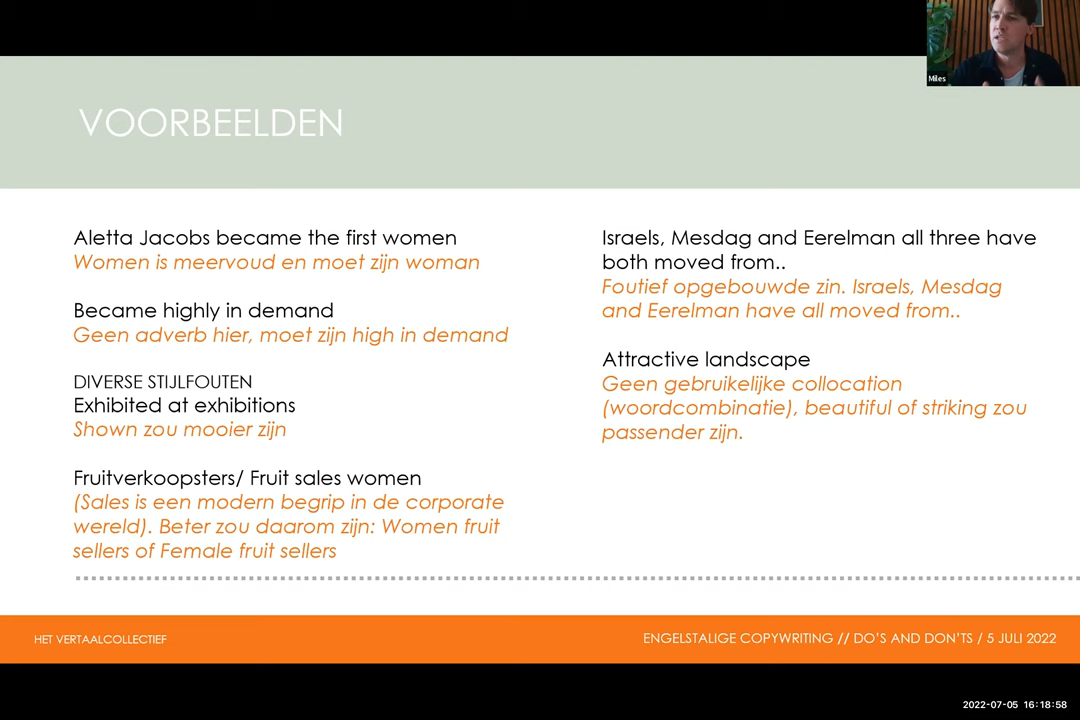 Miles
VOORBEELDEN
Aletta Jacobs became the first women
Women is meervoud en moet zijn woman
Became highly in demand
Geen adverb hier, moet zijn high in demand
DIVERSE STIJLFOUTEN
Exhibited at exhibitions
Shown zou mooier zijn
Fruitverkoopsters/ Fruit sales women
(Sales is een modern begrip in de corporate
wereld). Beter zou daarom zijn: Women fruit
sellers of Female fruit sellers
Israels, Mesdag and Eerelman all three have
both moved from..
Foutief opgebouwde zin. Israels, Mesdag
and Eerelman have all moved from..
Attractive landscape
Geen gebruikelijke collocation
(woordcombinatie), beautiful of striking zou
passender zijn.
HET VERTAALCOLLECTIEF
ENGELSTALIGE COPYWRITING // DO'S AND DON'TS / 5 JULI 2022
2022-07-05 16:18:58